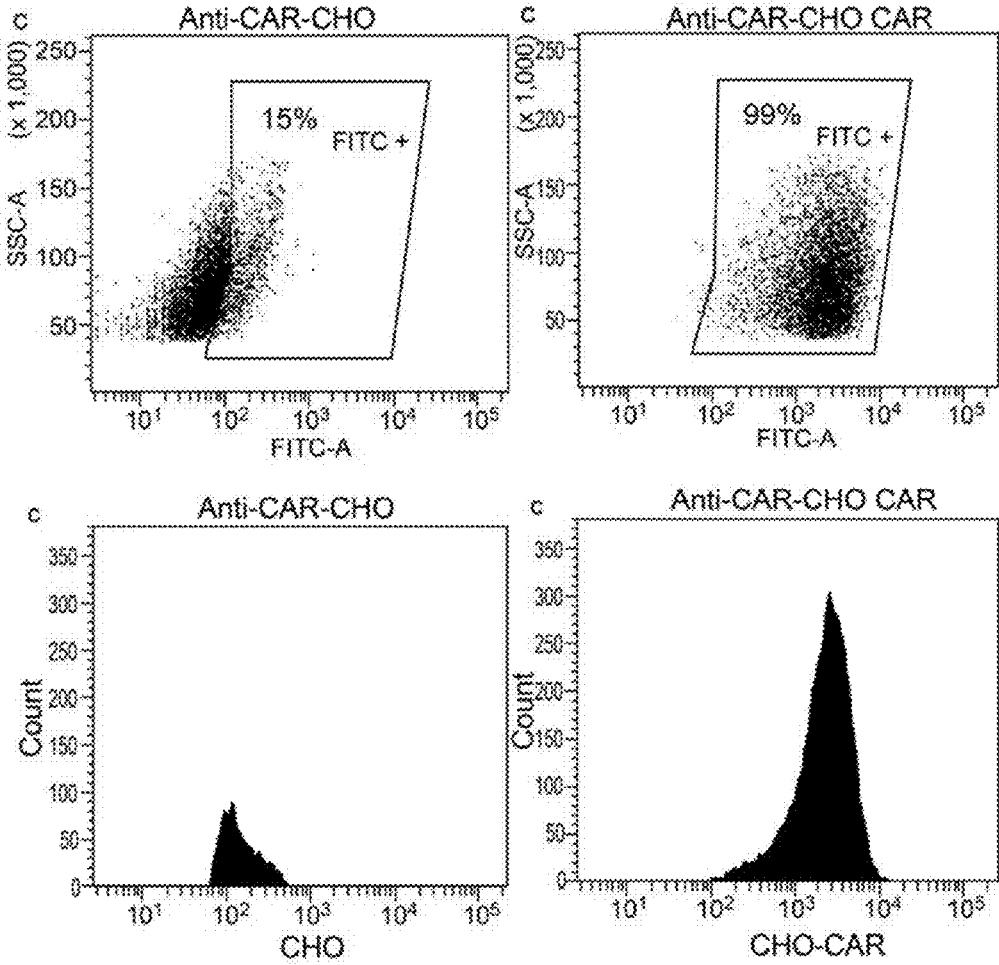 c Anti-CAR-CHO
SSC-A (x 1,000)
250
200
150
100
50
15%
FITC +
10¹ 10² 10³ 10⁴ 10⁵
FITC-A
c Anti-CAR-CHO CAR
SSC-A (x 1,000)
250
200
150
100
50
99%
FITC +
10¹ 10² 10³ 10⁴ 10⁵
FITC-A
c Anti-CAR-CHO
Count
350
300
250
200
150
100
50
0
10¹ 10² 10³ 10⁴ 10⁵
CHO
c Anti-CAR-CHO CAR
Count
350
300
250
200
150
100
50
0
10¹ 10² 10³ 10⁴ 10⁵
CHO-CAR